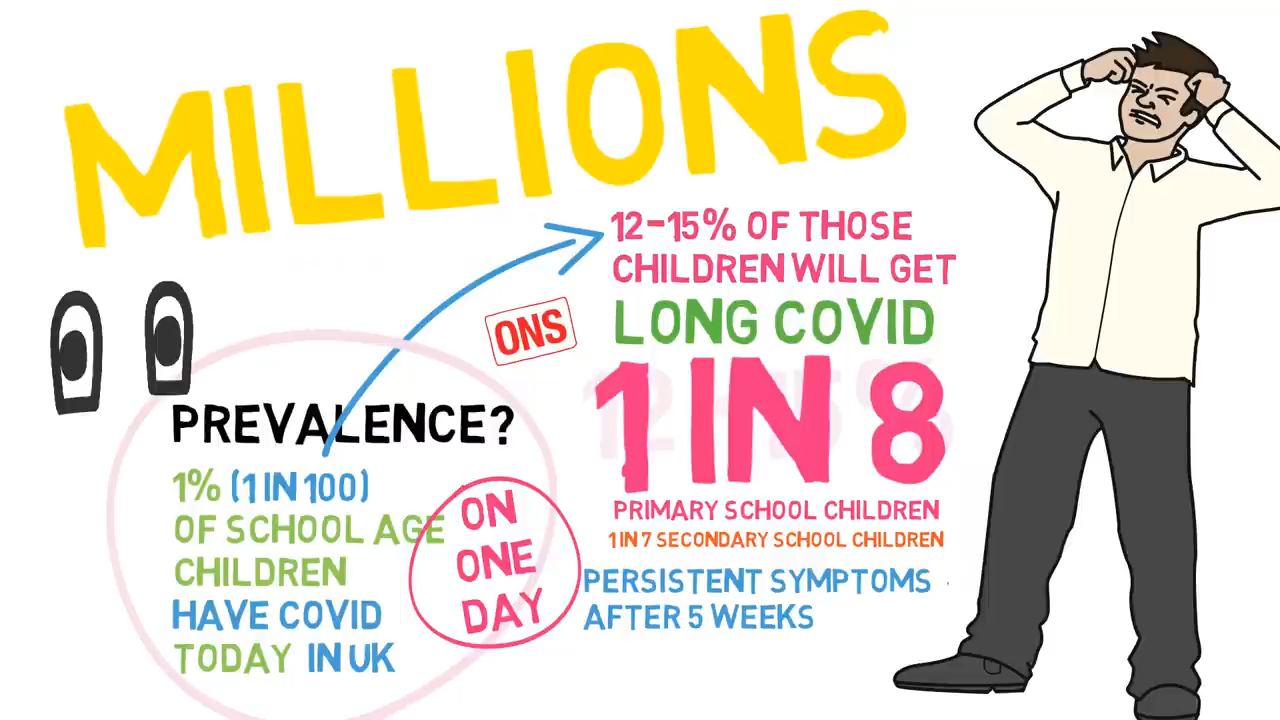 MILLIONS
12-15% OF THOSE
CHILDREN WILL GET
LONG COVID
ONS
1 IN 8
12-15%
PRIMARY SCHOOL CHILDREN
1 IN 7 SECONDARY SCHOOL CHILDREN
PERSISTENT SYMPTOMS
AFTER 5 WEEKS
PREVALENCE?
1% (1 IN 100)
OF SCHOOL AGE
CHILDREN
HAVE COVID
TODAY IN UK
ON
ONE
DAY